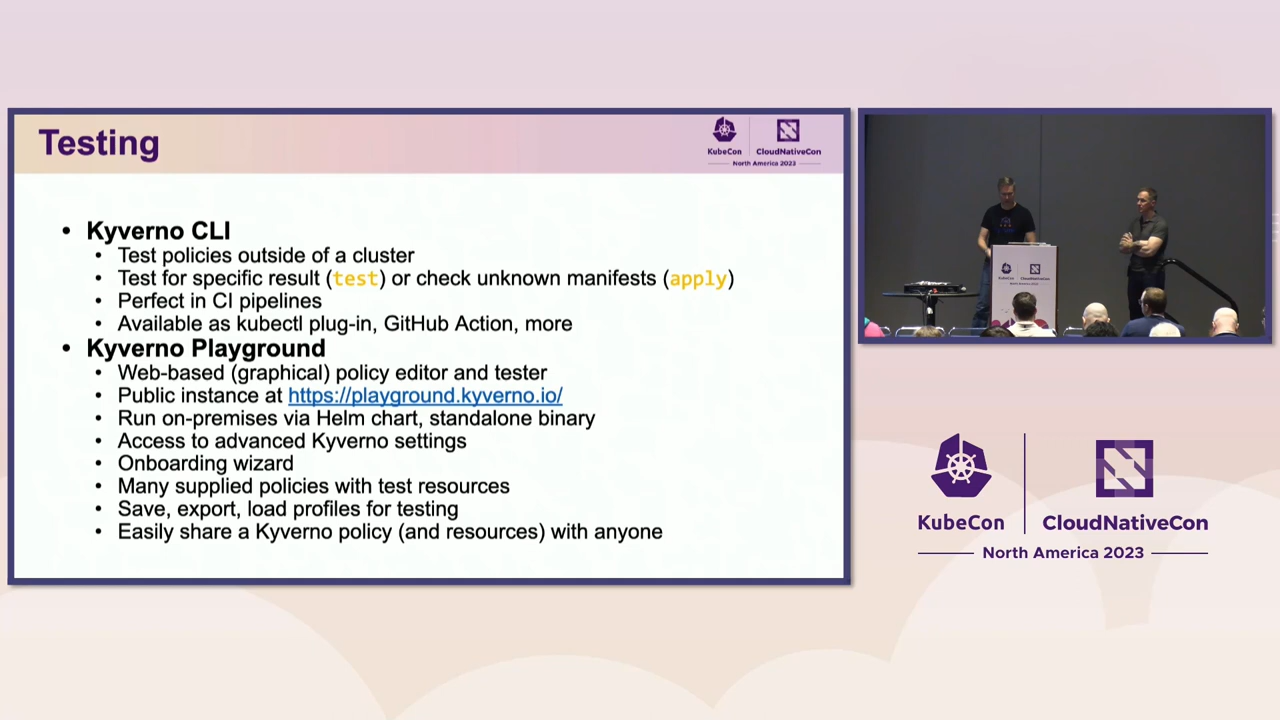 Testing
KubeCon
CloudNativeCon
North America 2023
• Kyverno CLI
• Test policies outside of a cluster
• Test for specific result (test) or check unknown manifests (apply)
• Perfect in CI pipelines
• Available as kubectl plug-in, GitHub Action, more
• Kyverno Playground
• Web-based (graphical) policy editor and tester
• Public instance at https://playground.kyverno.io/
• Run on-premises via Helm chart, standalone binary
• Access to advanced Kyverno settings
• Onboarding wizard
• Many supplied policies with test resources
• Save, export, load profiles for testing
• Easily share a Kyverno policy (and resources) with anyone
KubeCon
CloudNativeCon
North America 2023